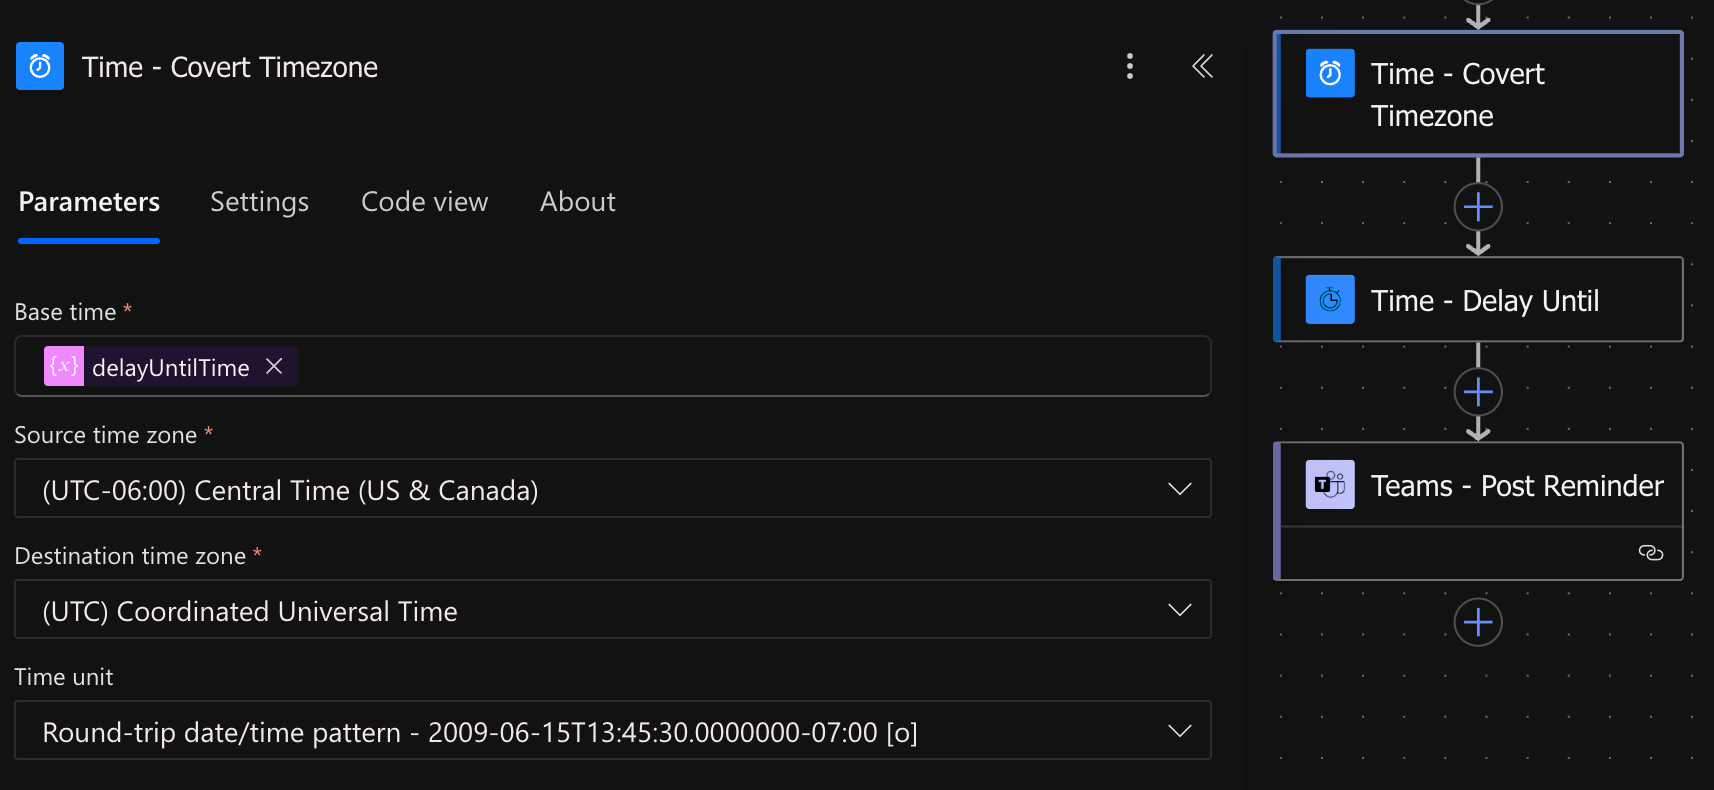 Time - Covert Timezone
Parameters
Settings
Code view
About
Base time *
{x} delayUntilTime
Source time zone *
(UTC-06:00) Central Time (US & Canada)
Destination time zone *
(UTC) Coordinated Universal Time
Time unit
Round-trip date/time pattern - 2009-06-15T13:45:30.0000000-07:00 [o]
Time - Covert
Timezone
Time - Delay Until
T
Teams - Post Reminder